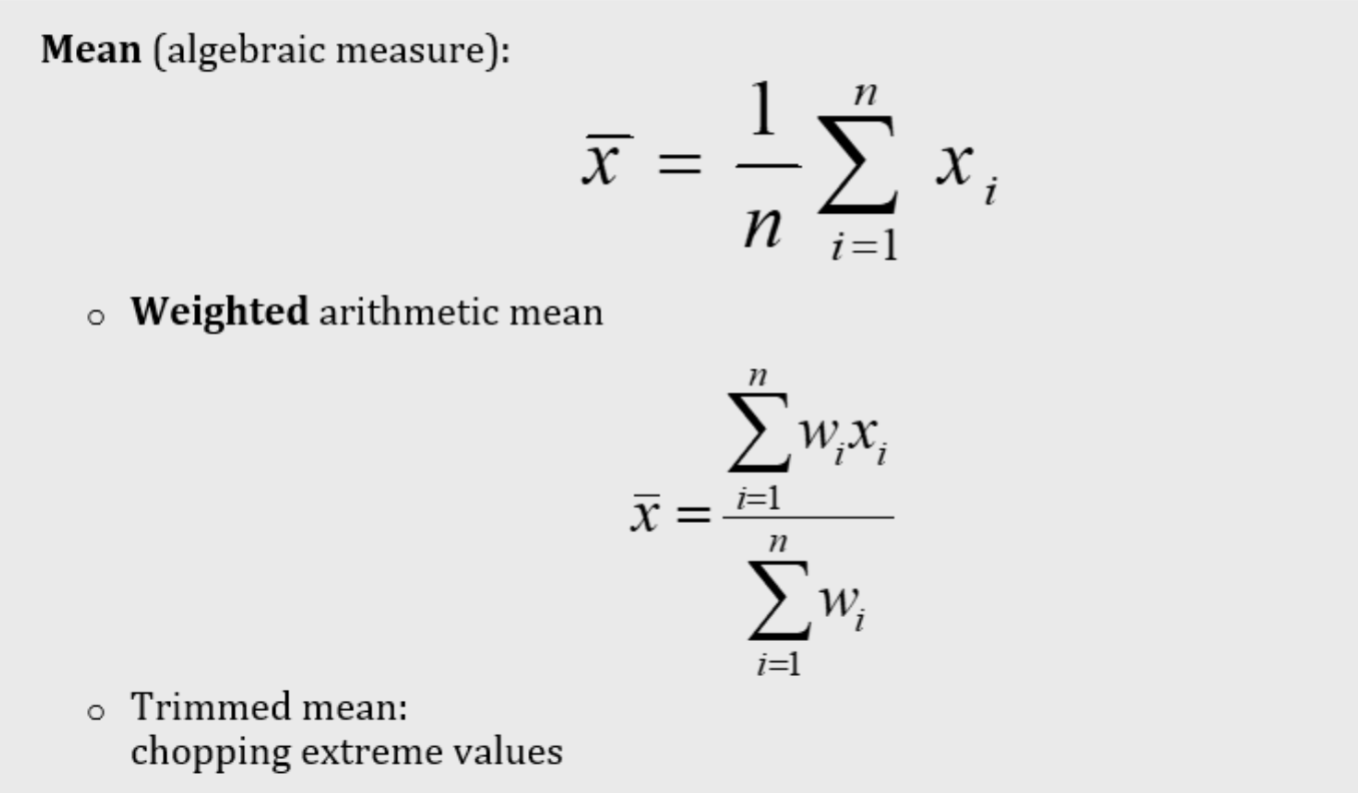 Mean (algebraic measure):
x̄ = 1/n ∑_{i=1}^{n} x_i
○ Weighted arithmetic mean
x̄ = ∑_{i=1}^{n} w_i x_i / ∑_{i=1}^{n} w_i
○ Trimmed mean:
chopping extreme values